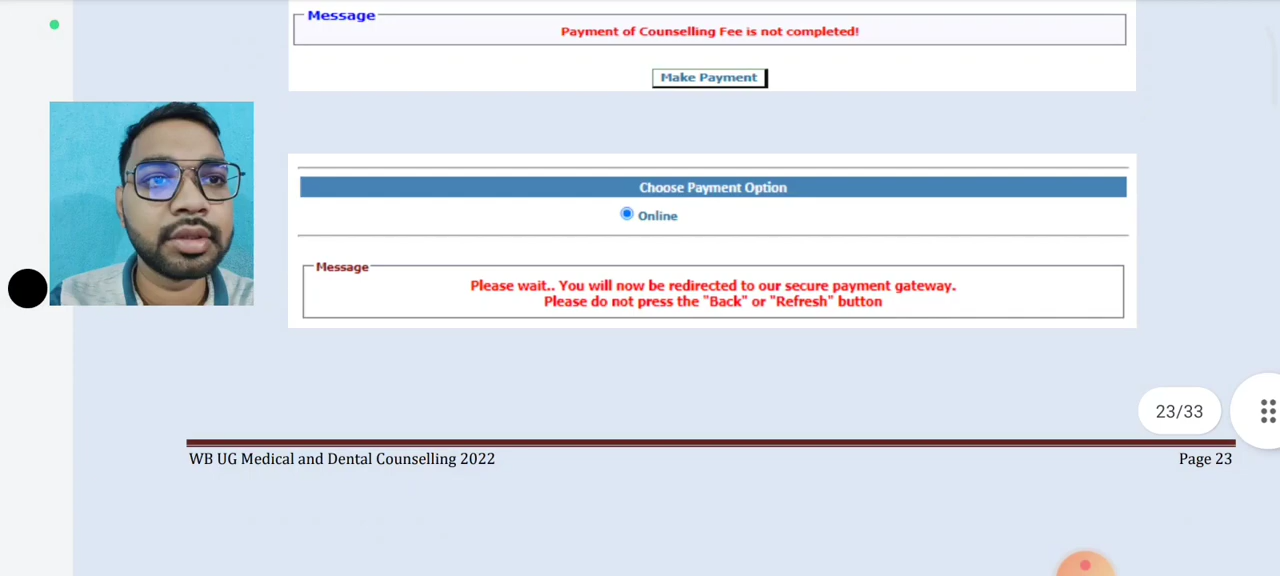 Message
Payment of Counselling Fee is not completed!
Make Payment
Choose Payment Option
Online
Message
Please wait.. You will now be redirected to our secure payment gateway.
Please do not press the "Back" or "Refresh" button
23/33
WB UG Medical and Dental Counselling 2022
Page 23